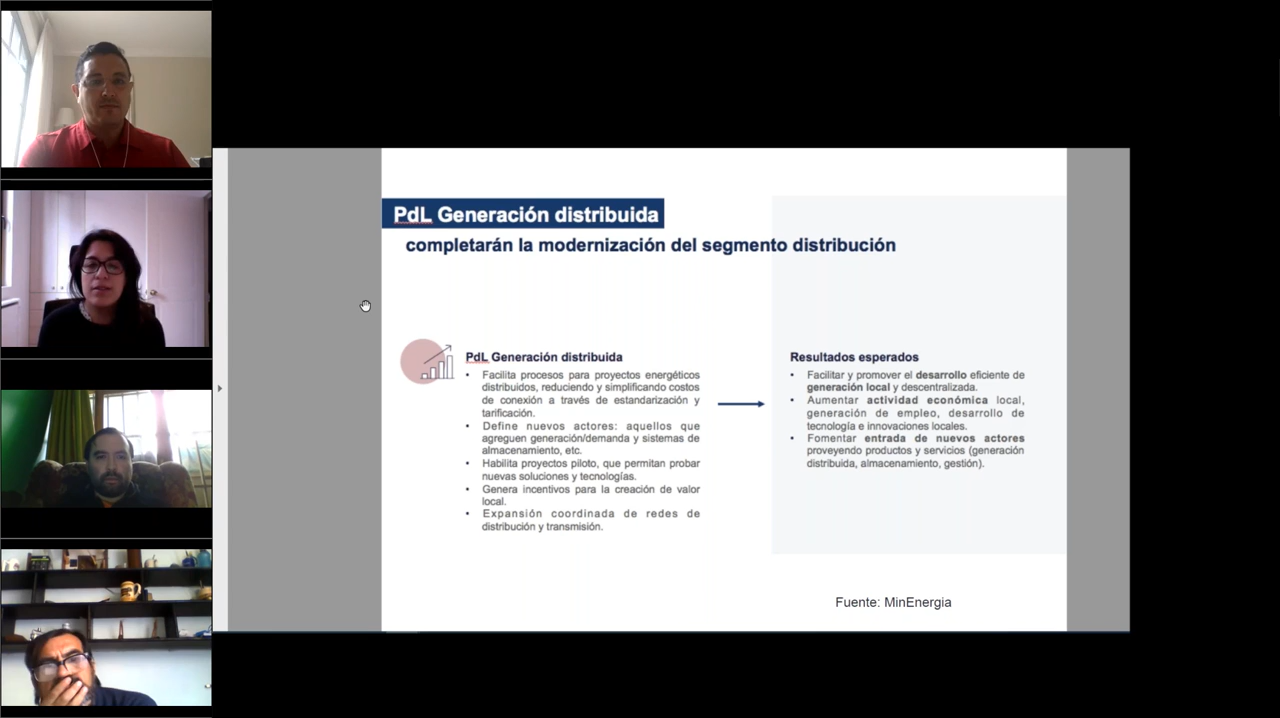 PdL Generación distribuida
completarán la modernización del segmento distribución
PdL Generación distribuida
• Facilita procesos para proyectos energéticos
distribuidos, reduciendo y simplificando costos
de conexión a través de estandarización y
tarificación.
• Define nuevos actores: aquellos que
agreguen generación/demanda y sistemas de
almacenamiento, etc.
• Habilita proyectos piloto, que permitan probar
nuevas soluciones y tecnologías.
• Genera incentivos para la creación de valor
local.
• Expansión coordinada de redes de
distribución y transmisión.
Resultados esperados
• Facilitar y promover el desarrollo eficiente de
generación local y descentralizada.
• Aumentar actividad económica local,
generación de empleo, desarrollo de
tecnología e innovaciones locales.
• Fomentar entrada de nuevos actores
proveyendo productos y servicios (generación
distribuida, almacenamiento, gestión).
Fuente: MinEnergia